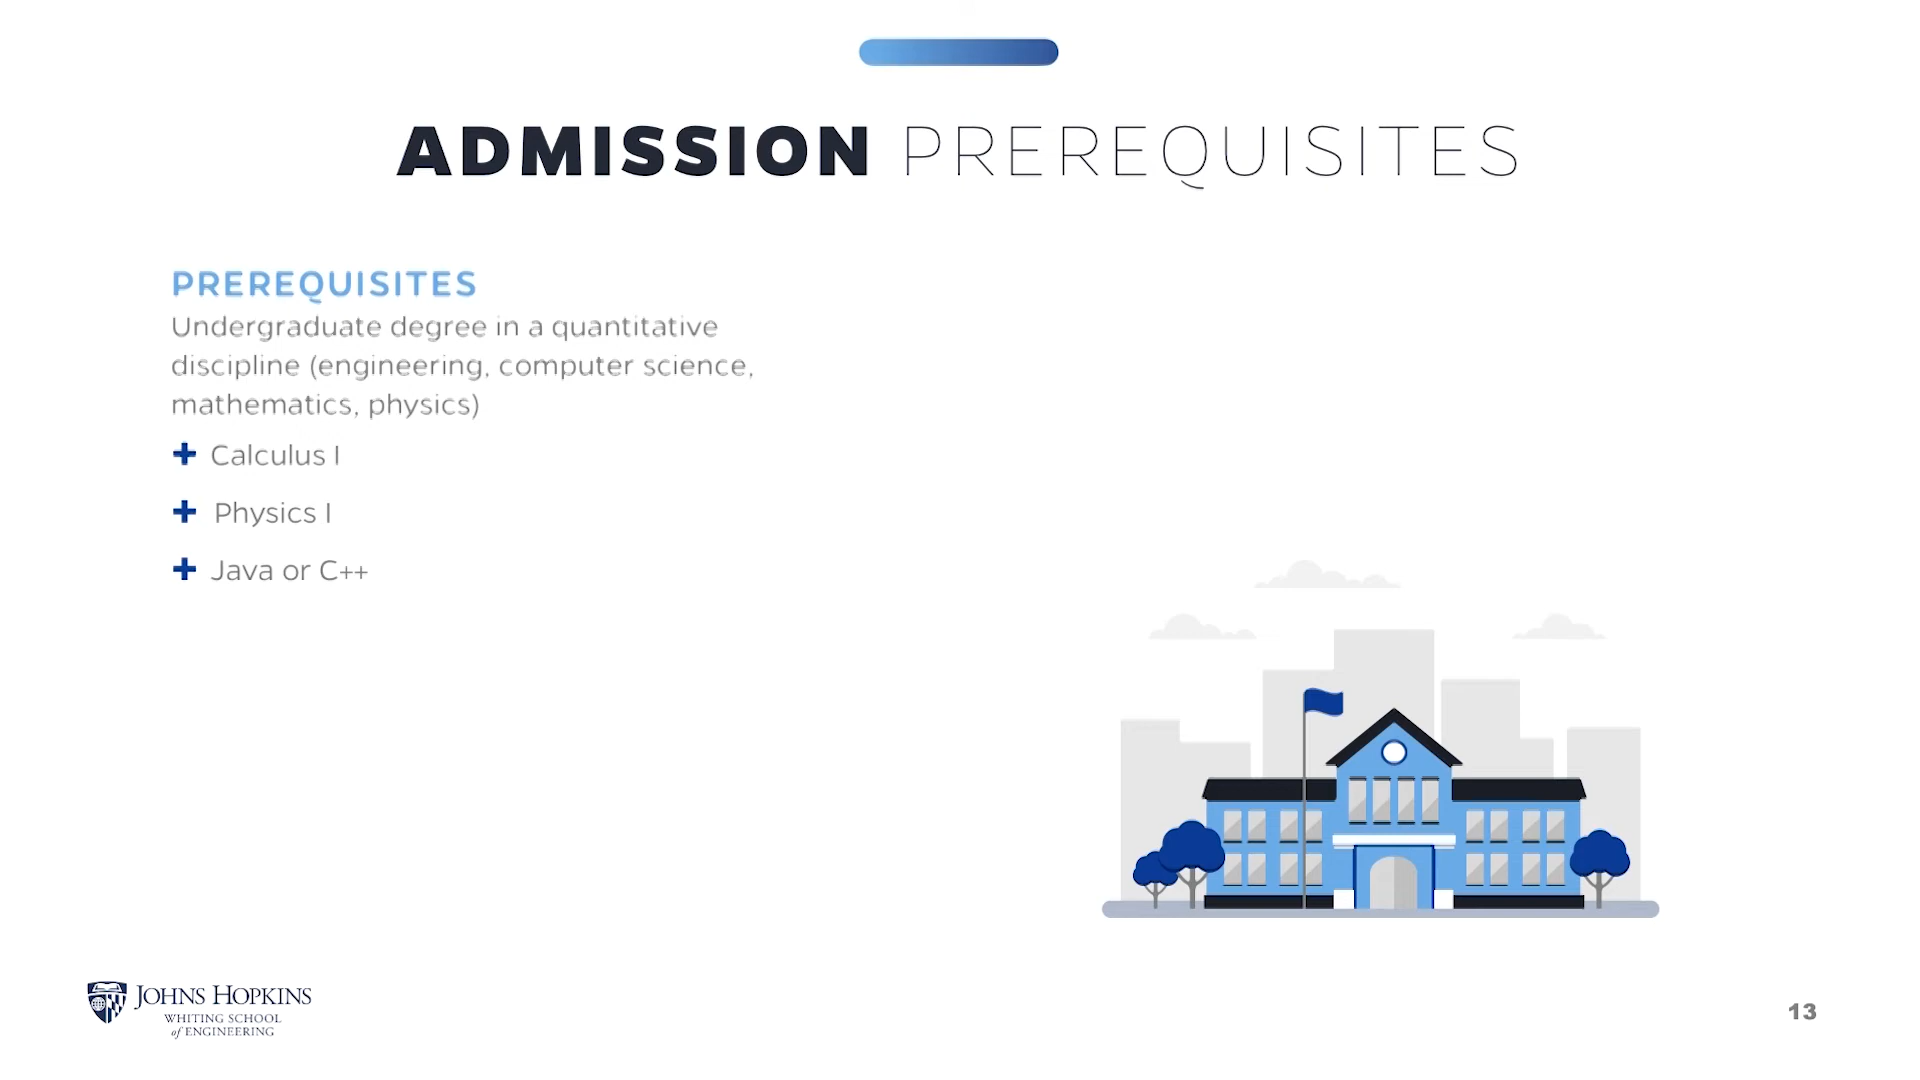 ADMISSION PREREQUISITES
PREREQUISITES
Undergraduate degree in a quantitative
discipline (engineering, computer science,
mathematics, physics)
+ Calculus I
+ Physics I
+ Java or C++
JOHNS HOPKINS
WHITING SCHOOL
of ENGINEERING
13